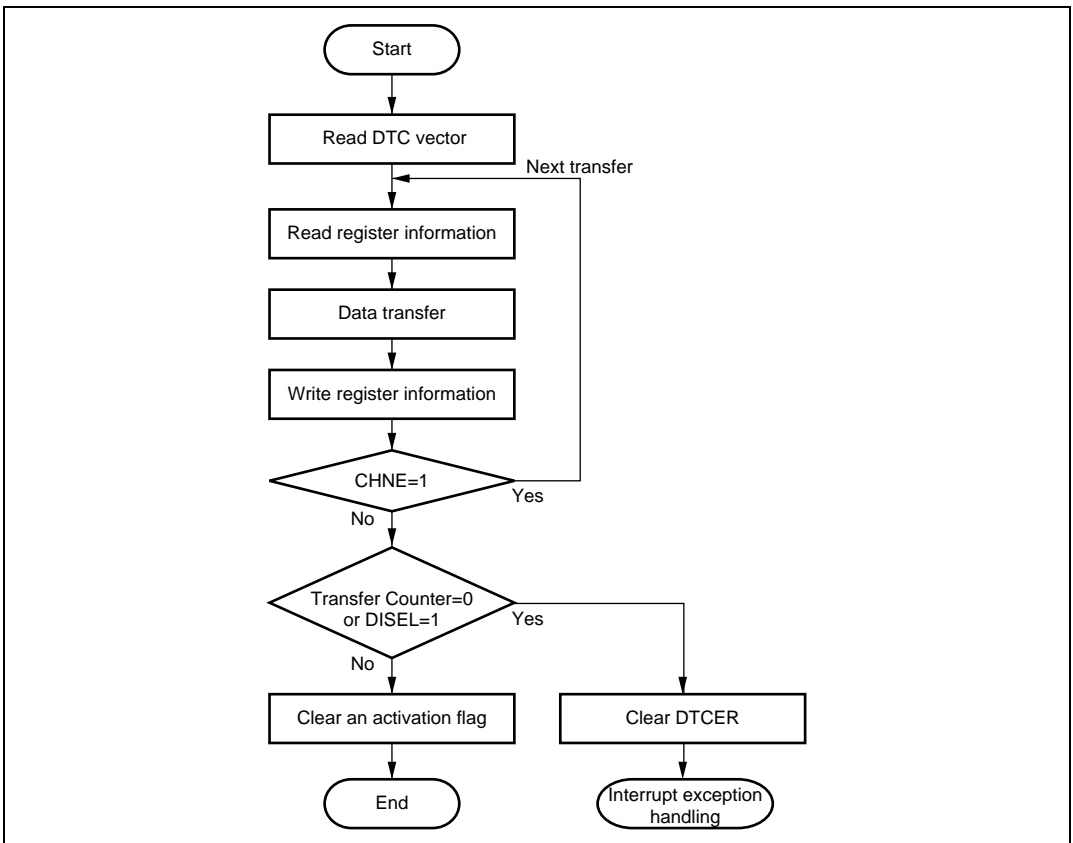 Start
Read DTC vector
Next transfer
Read register information
Data transfer
Write register information
CHNE=1
Yes
No
Transfer Counter=0
or DISEL=1
Yes
No
Clear an activation flag
Clear DTCER
End
Interrupt exception
handling